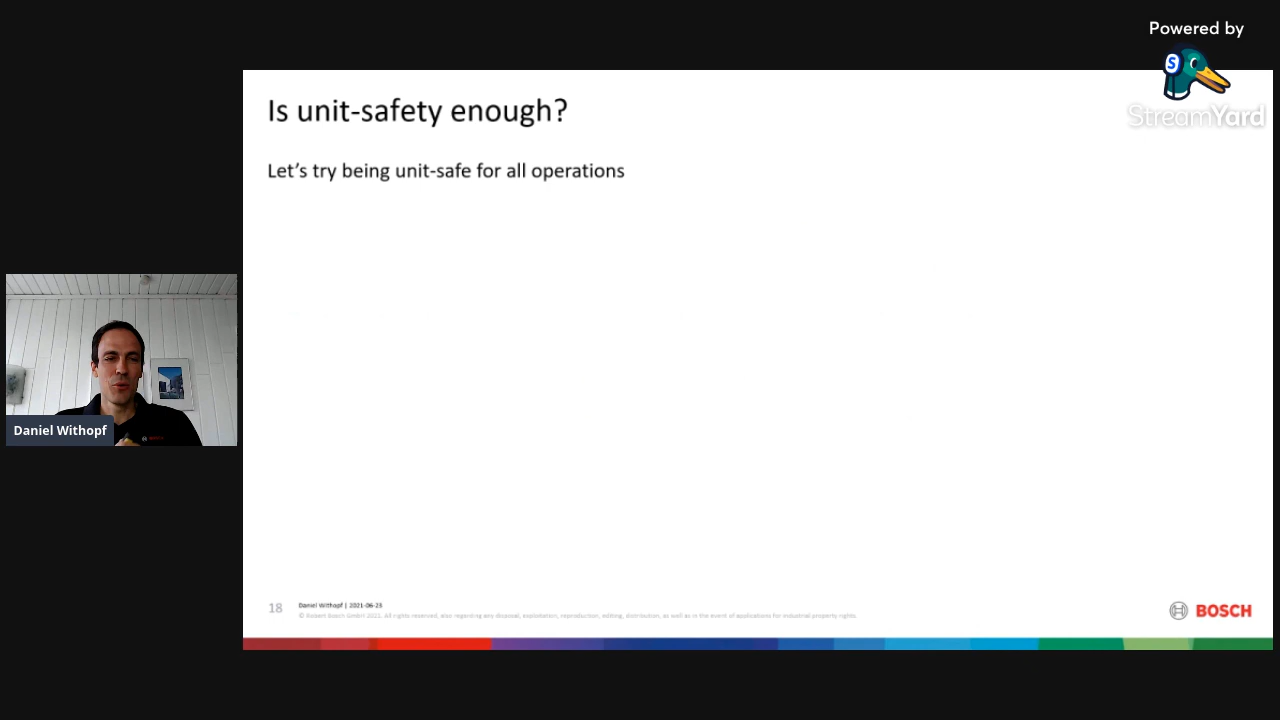 Powered by
S
StreamYard
Is unit-safety enough?
Let's try being unit-safe for all operations
Daniel Withopf
18
Daniel Withopf | 2021-06-23
© Robert Bosch GmbH 2021. All rights reserved, also regarding any disposal, exploitation, reproduction, editing, distribution, as well as in the event of applications for industrial property rights.
BOSCH